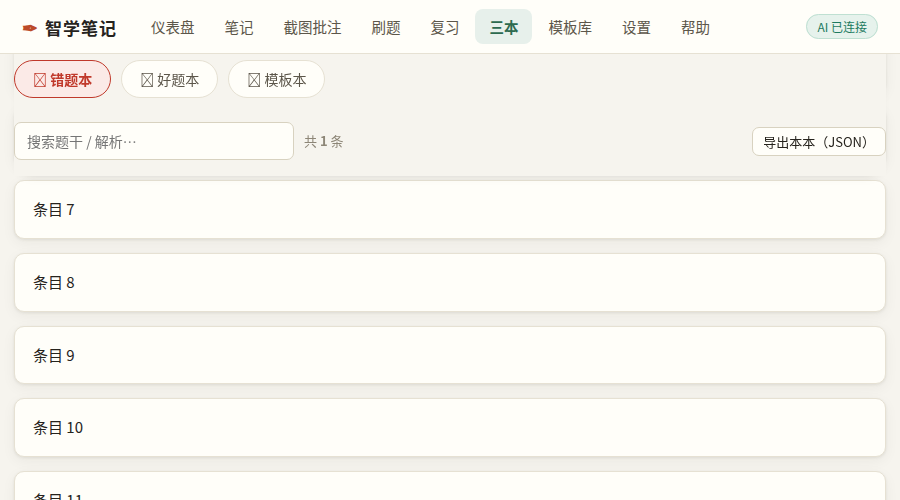 智学笔记 仪表盘 笔记 截图批注 刷题 复习 三本 模板库 设置 帮助 AI 已连接
错题本 好题本 模板本
搜索题干 / 解析… 共 1 条 导出本本（JSON）
条目 7
条目 8
条目 9
条目 10
条目 11